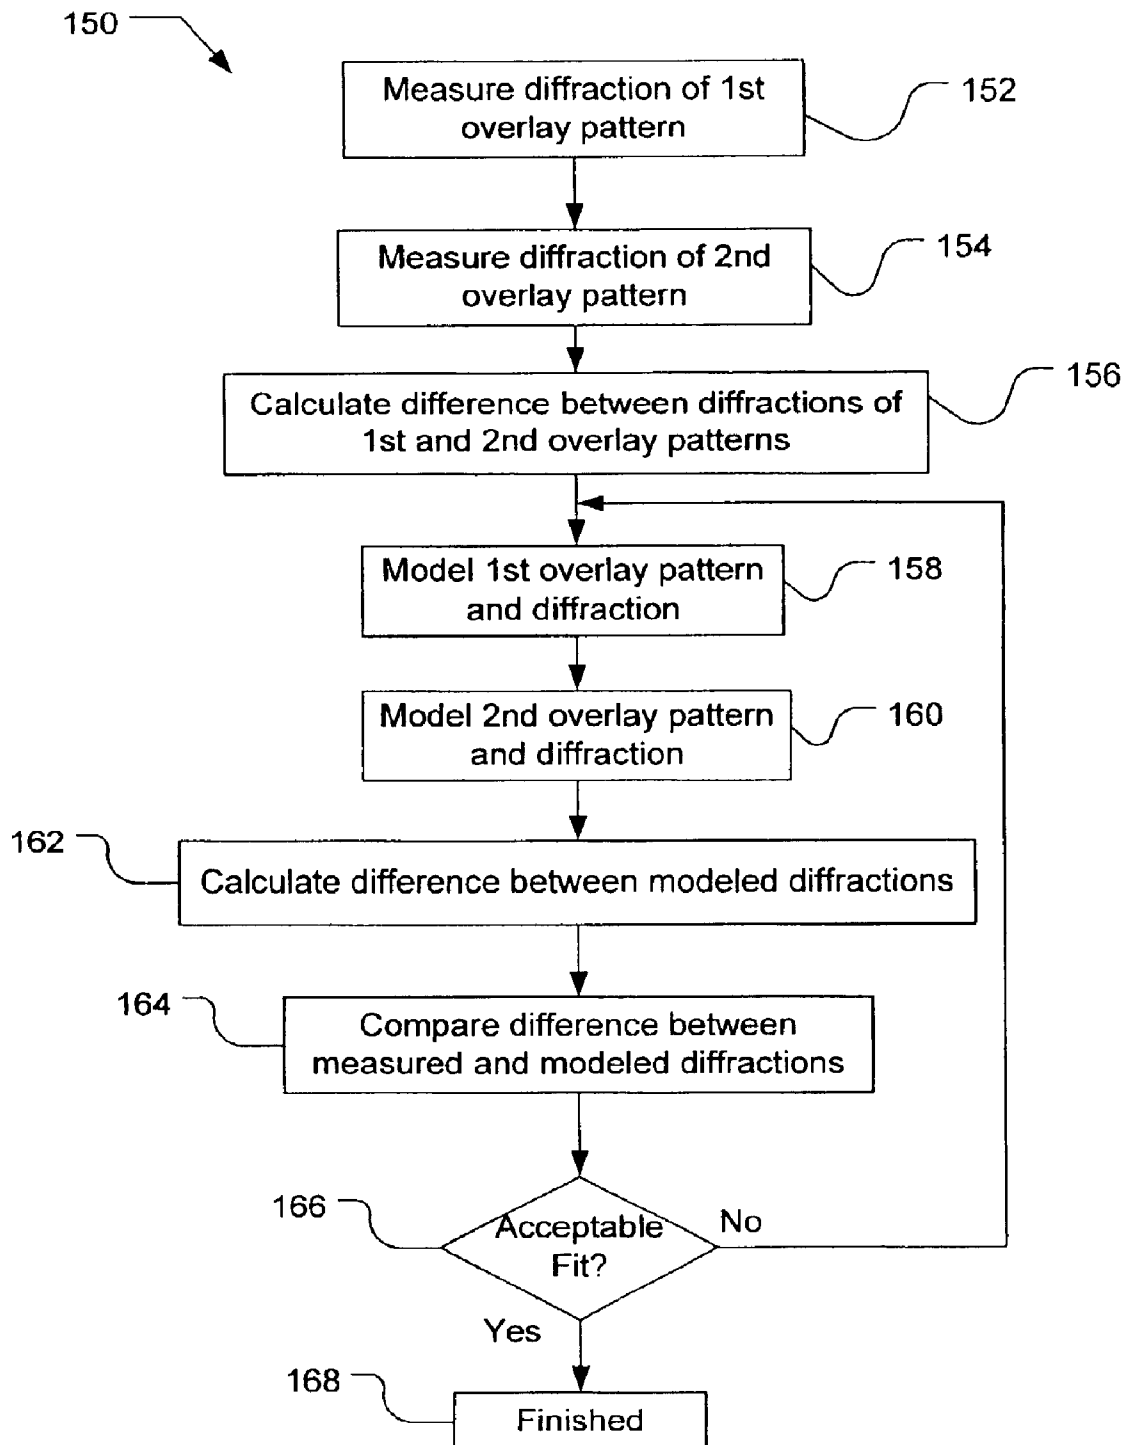 150
Measure diffraction of 1st
overlay pattern
152
Measure diffraction of 2nd
overlay pattern
154
Calculate difference between diffractions of
1st and 2nd overlay patterns
156
Model 1st overlay pattern
and diffraction
158
Model 2nd overlay pattern
and diffraction
160
162
Calculate difference between modeled diffractions
164
Compare difference between
measured and modeled diffractions
166
Acceptable
Fit?
No
Yes
168
Finished